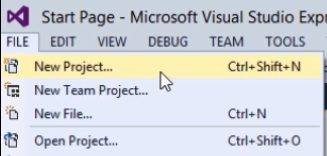 Start Page - Microsoft Visual Studio Expr
FILE EDIT VIEW DEBUG TEAM TOOLS
New Project... Ctrl+Shift+N
New Team Project...
New File... Ctrl+N
Open Project... Ctrl+Shift+O